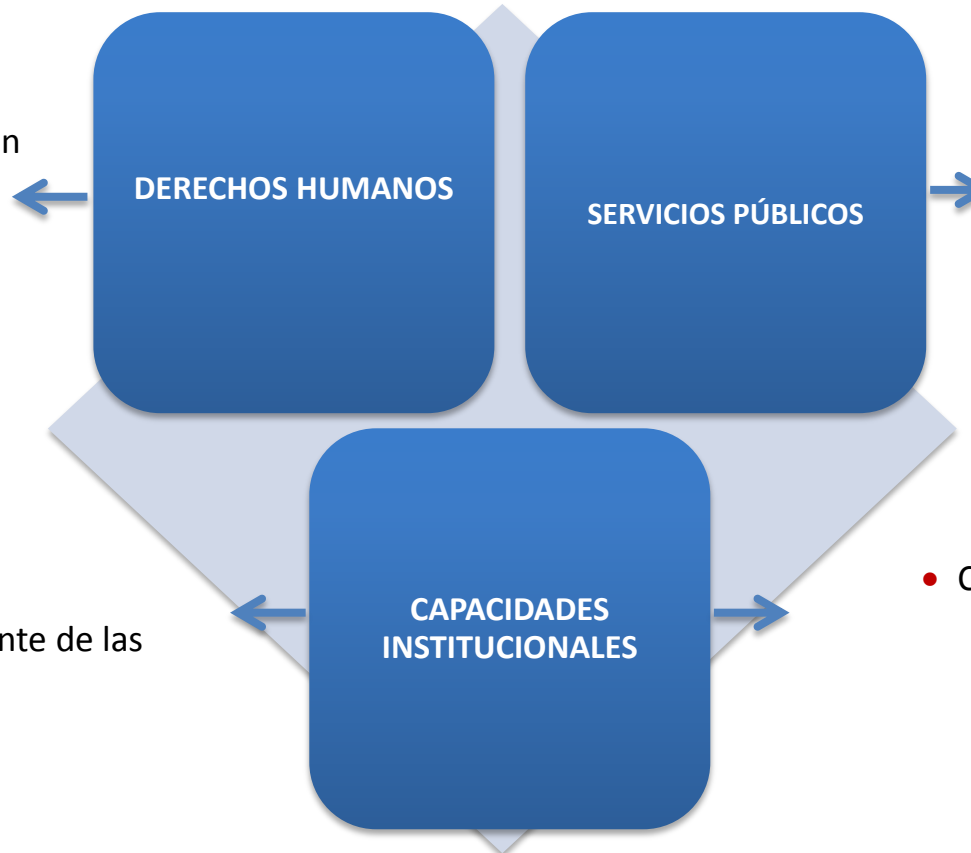 n
DERECHOS HUMANOS
SERVICIOS PÚBLICOS
• C
CAPACIDADES
INSTITUCIONALES
nte de las